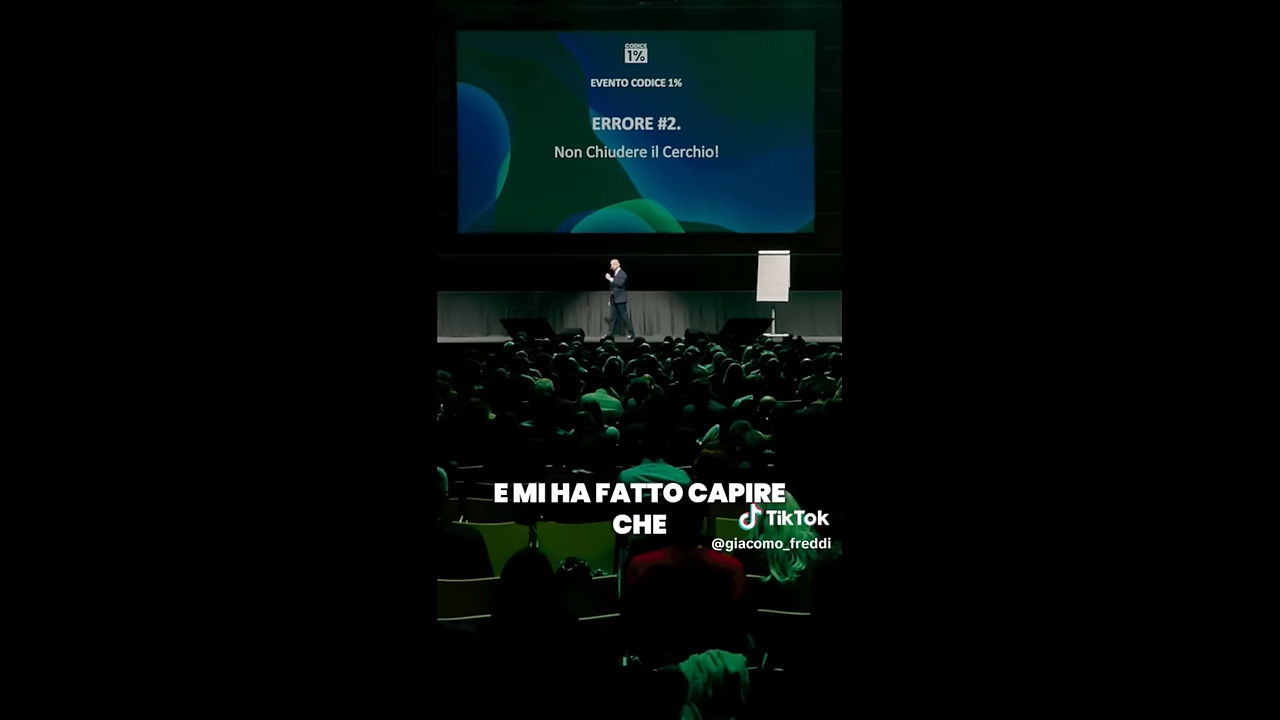 CODICE
1%
EVENTO CODICE 1%
ERRORE #2.
Non Chiudere il Cerchio!
E MI HA FATTO CAPIRE
CHE
TikTok
@giacomo_freddi